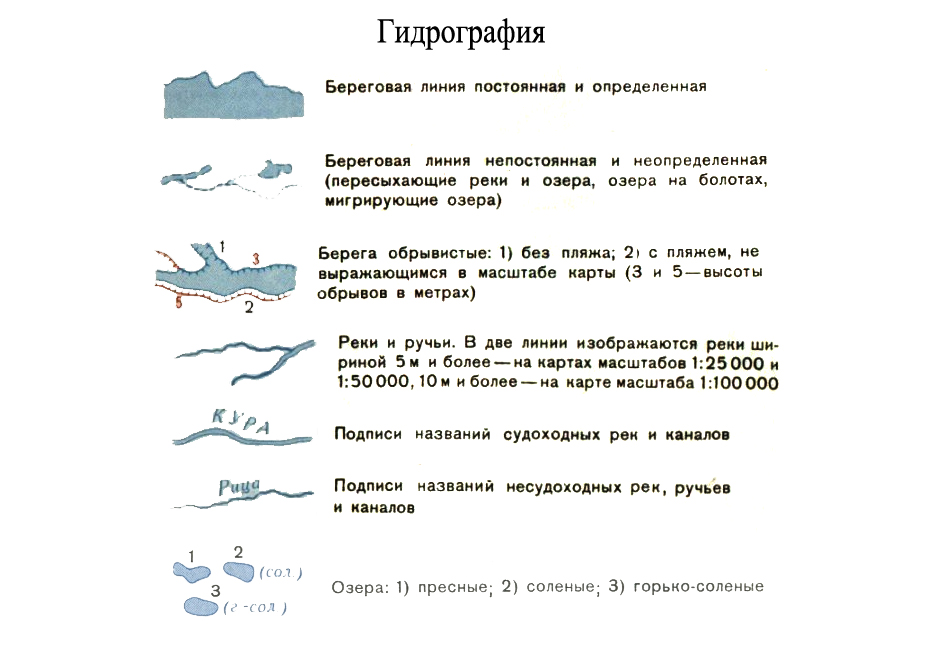 Гидрография
Береговая линия постоянная и определенная
Береговая линия непостоянная и неопределенная
(пересыхающие реки и озера, озера на болотах,
мигрирующие озера)
1
3
5
2
Берега обрывистые: 1) без пляжа; 2) с пляжем, не
выражающимся в масштабе карты (3 и 5—высоты
обрывов в метрах)
Реки и ручьи. В две линии изображаются реки ши-
риной 5 м и более—на картах масштабов 1:25 000 и
1:50 000, 10 м и более—на карте масштаба 1:100 000
КУРА
Подписи названий судоходных рек и каналов
Рица
Подписи названий несудоходных рек, ручьев
и каналов
1
2
(сол.)
3
(г-сол.)
Озера: 1) пресные; 2) соленые; 3) горько-соленые